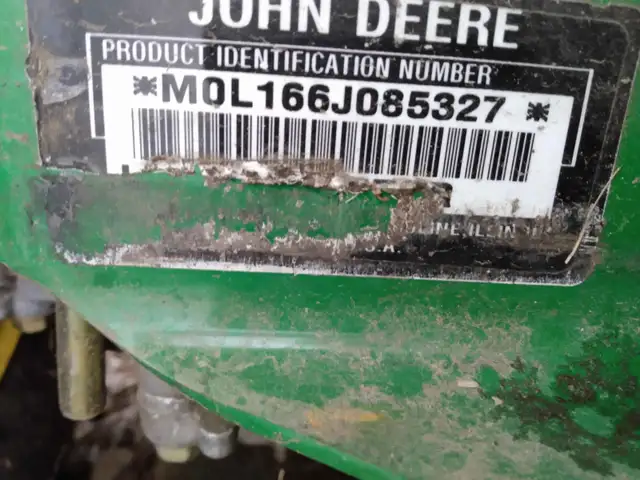 JOHN DEERE
PRODUCT IDENTIFICATION NUMBER
*M0L166J085327*